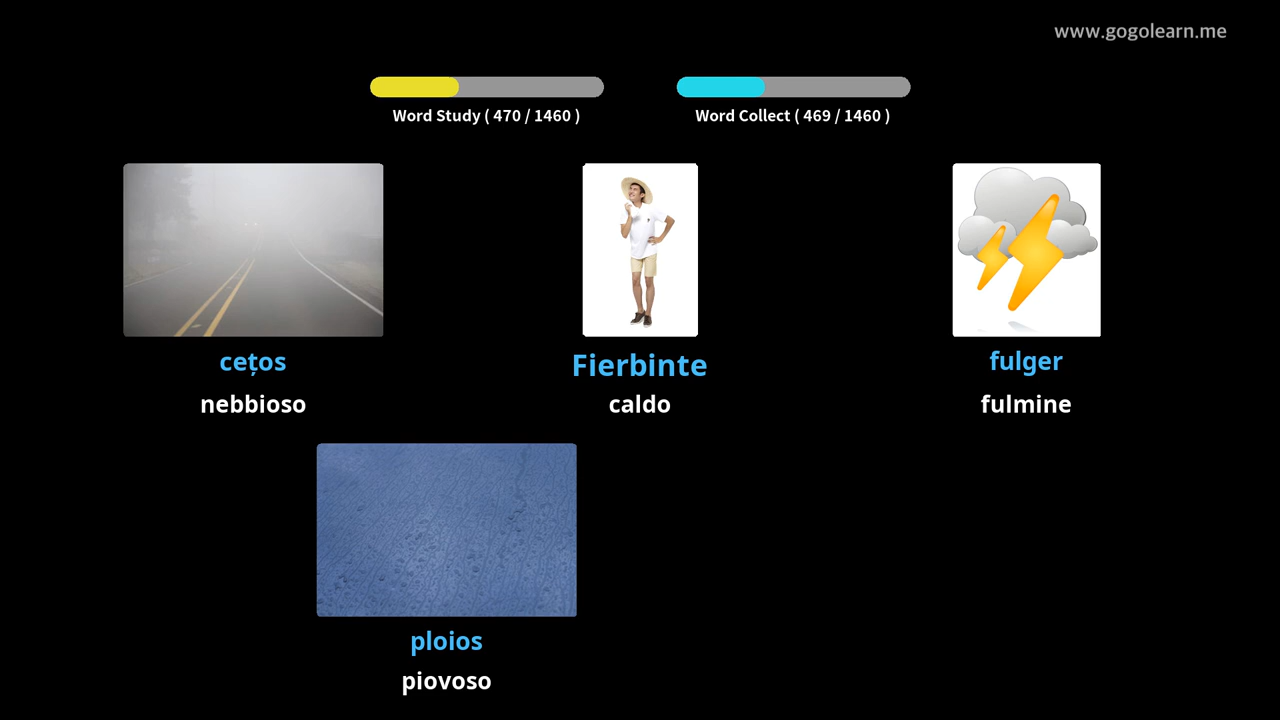 www.gogolearn.me
Word Study ( 470 / 1460 )
Word Collect ( 469 / 1460 )
cețos
Fierbinte
fulger
nebbioso
caldo
fulmine
ploios
piovoso